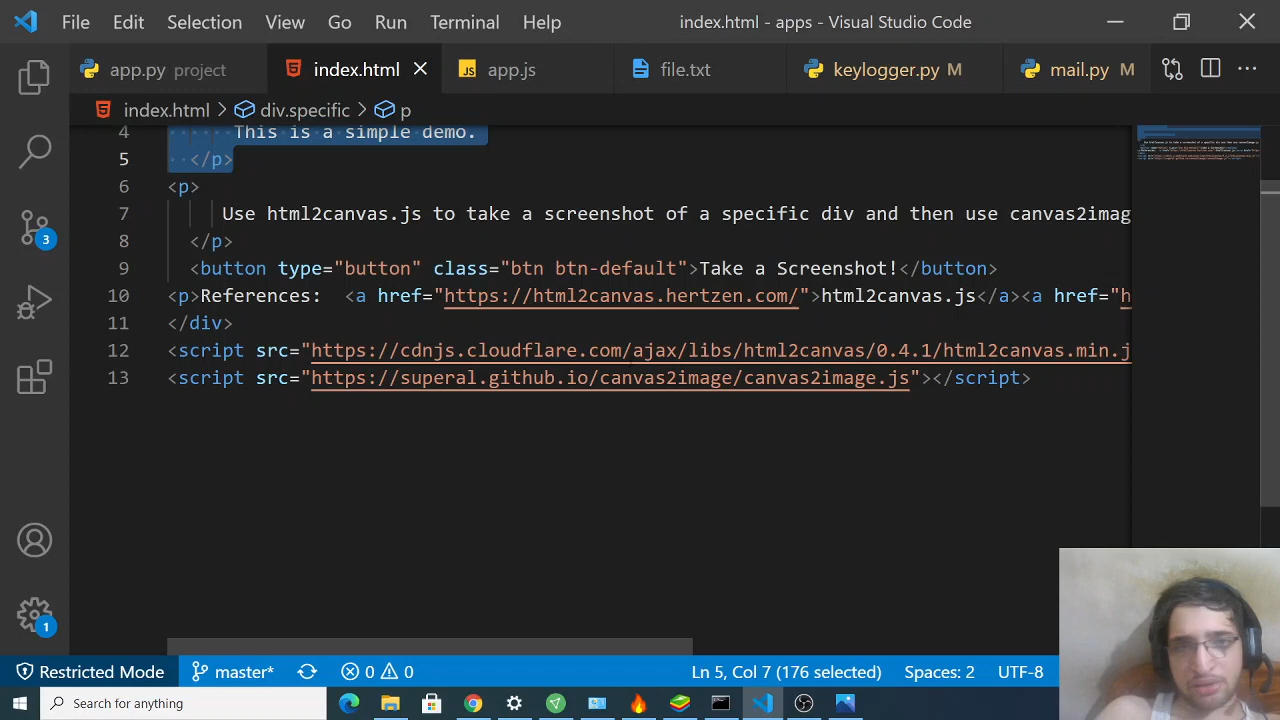 File Edit Selection View Go Run Terminal Help index.html - apps - Visual Studio Code
app.py project index.html app.js file.txt keylogger.py M mail.py M
index.html div.specific p
4 This is a simple demo.
5 </p>
6 <p>
7 Use html2canvas.js to take a screenshot of a specific div and then use canvas2imag
8 </p>
9 <button type="button" class="btn btn-default">Take a Screenshot!</button>
10 <p>References: <a href="https://html2canvas.hertzen.com/">html2canvas.js</a><a href="h
11 </div>
12 <script src="https://cdnjs.cloudflare.com/ajax/libs/html2canvas/0.4.1/html2canvas.min.j
13 <script src="https://superal.github.io/canvas2image/canvas2image.js"></script>
3
1
Restricted Mode master* 0 0 Ln 5, Col 7 (176 selected) Spaces: 2 UTF-8
Search for anything